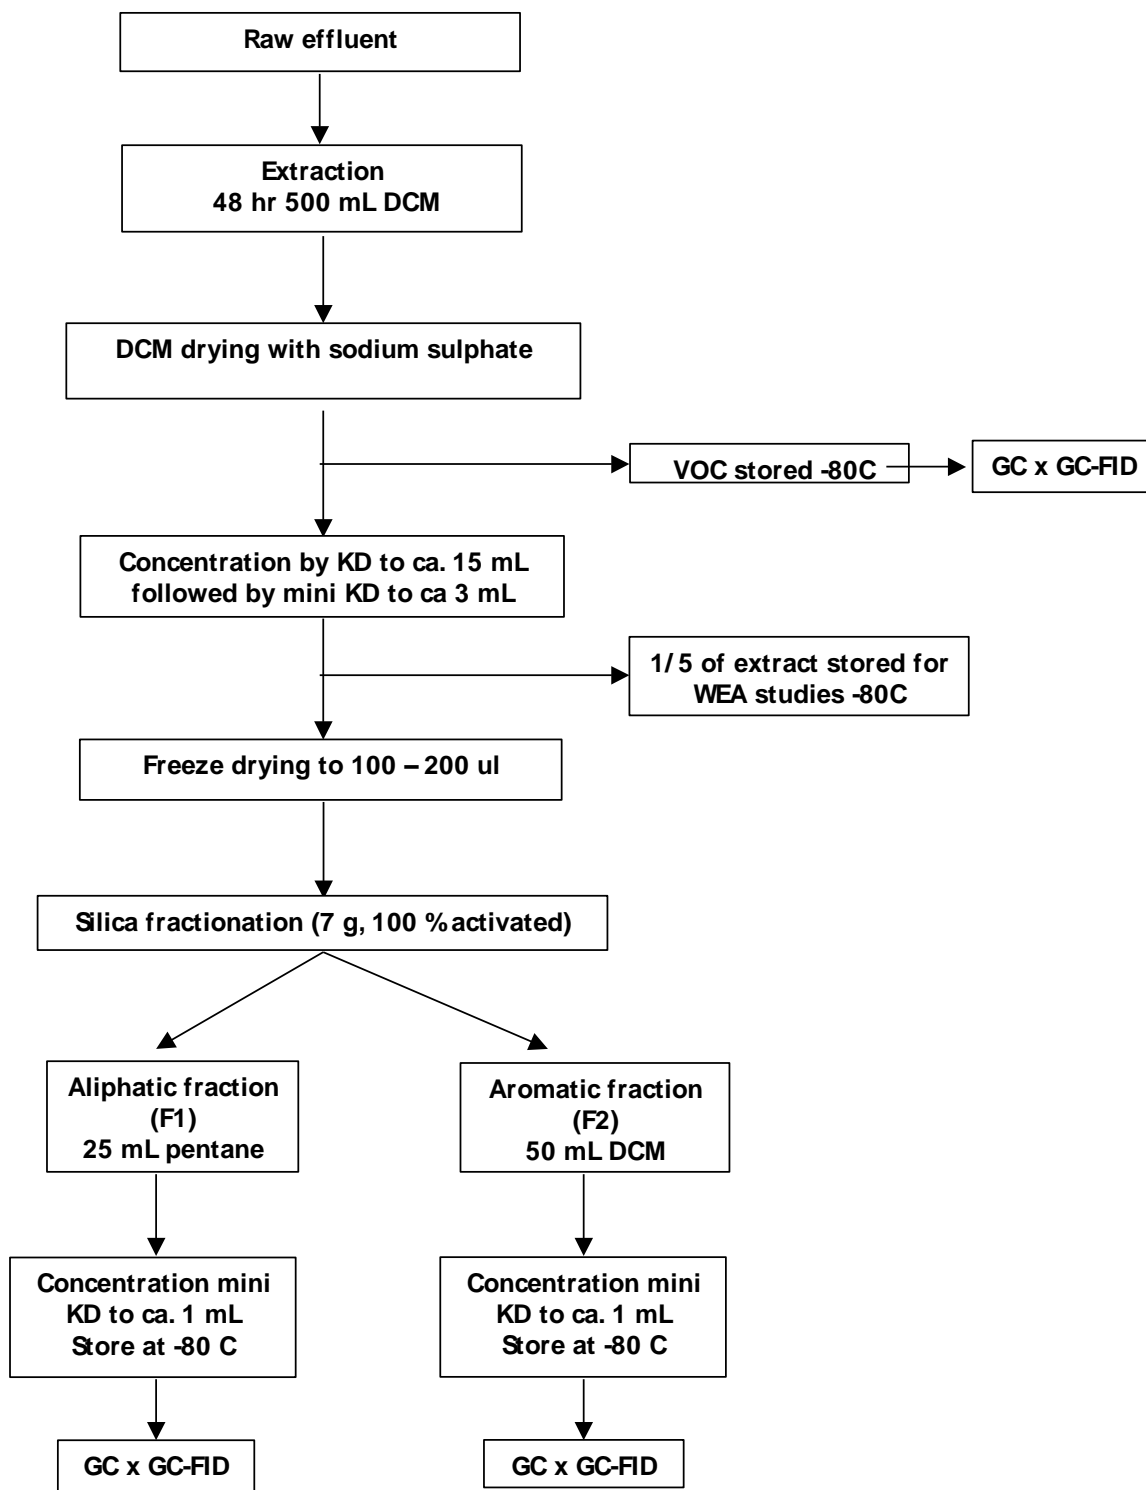 Raw effluent
Extraction
48 hr 500 mL DCM
DCM drying with sodium sulphate
VOC stored -80C
GC x GC-FID
Concentration by KD to ca. 15 mL
followed by mini KD to ca 3 mL
1/5 of extract stored for
WEA studies -80C
Freeze drying to 100 – 200 ul
Silica fractionation (7 g, 100 % activated)
Aliphatic fraction
(F1)
25 mL pentane
Aromatic fraction
(F2)
50 mL DCM
Concentration mini
KD to ca. 1 mL
Store at -80 C
Concentration mini
KD to ca. 1 mL
Store at -80 C
GC x GC-FID
GC x GC-FID